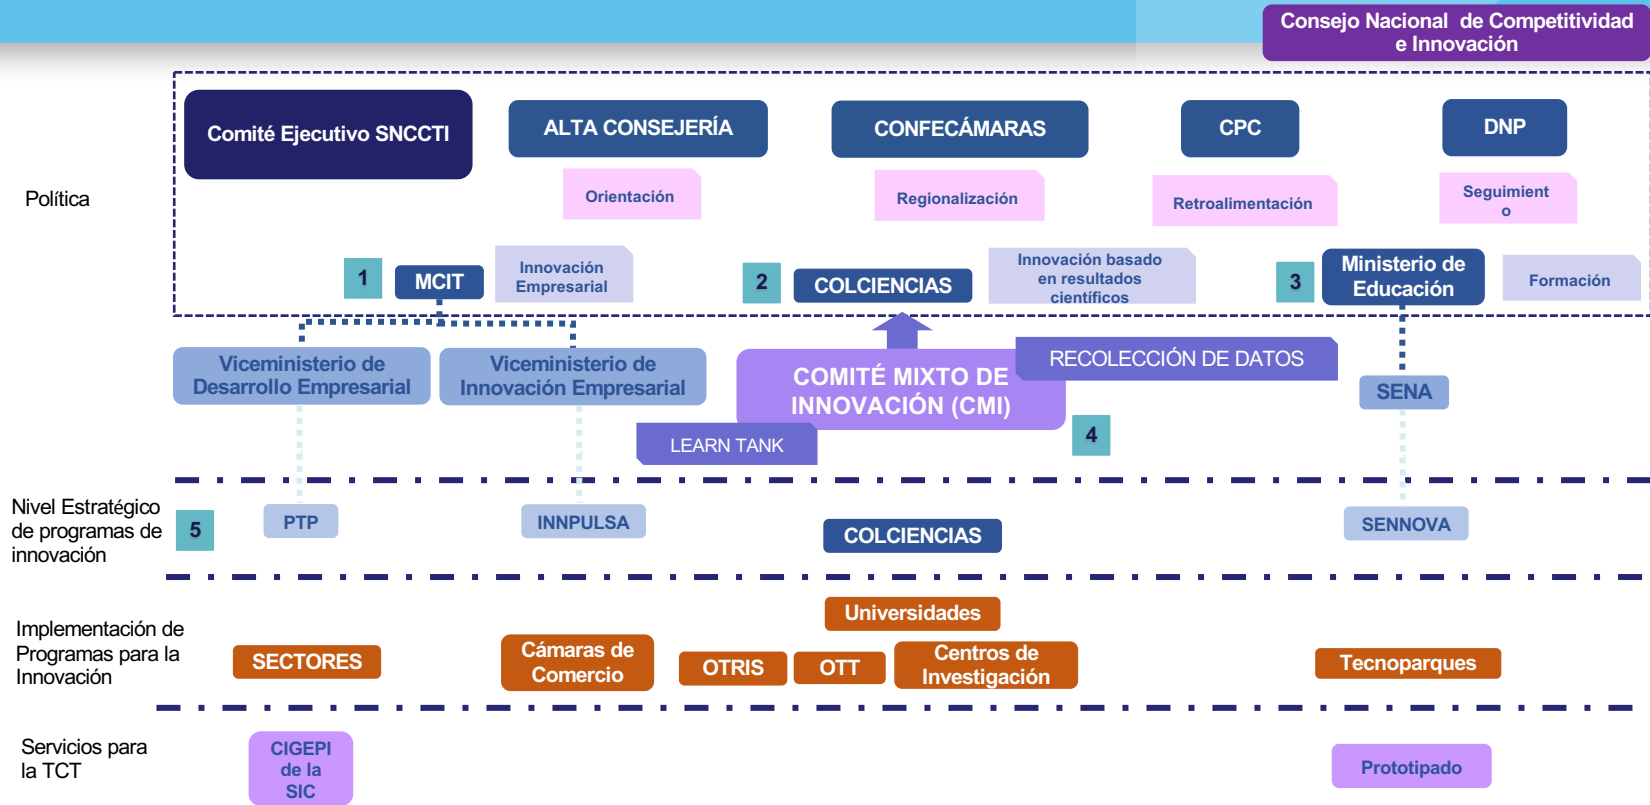 Consejo Nacional de Competitividad
e Innovación
Comité Ejecutivo SNCCTI
ALTA CONSEJERÍA
CONFECÁMARAS
CPC
DNP
Política
Orientación
Regionalización
Retroalimentación
Seguimient
o
1
MCIT
Innovación
Empresarial
2
COLCIENCIAS
Innovación basado
en resultados
científicos
3
Ministerio de
Educación
Formación
Viceministerio de
Desarrollo Empresarial
Viceministerio de
Innovación Empresarial
COMITÉ MIXTO DE
INNOVACIÓN (CMI)
RECOLECCIÓN DE DATOS
SENA
LEARN TANK
4
Nivel Estratégico
de programas de
innovación
5
PTP
INNPULSA
COLCIENCIAS
SENNOVA
Implementación de
Programas para la
Innovación
SECTORES
Cámaras de
Comercio
Universidades
OTRIS
OTT
Centros de
Investigación
Tecnoparques
Servicios para
la TCT
CIGEPI
de la
SIC
Prototipado